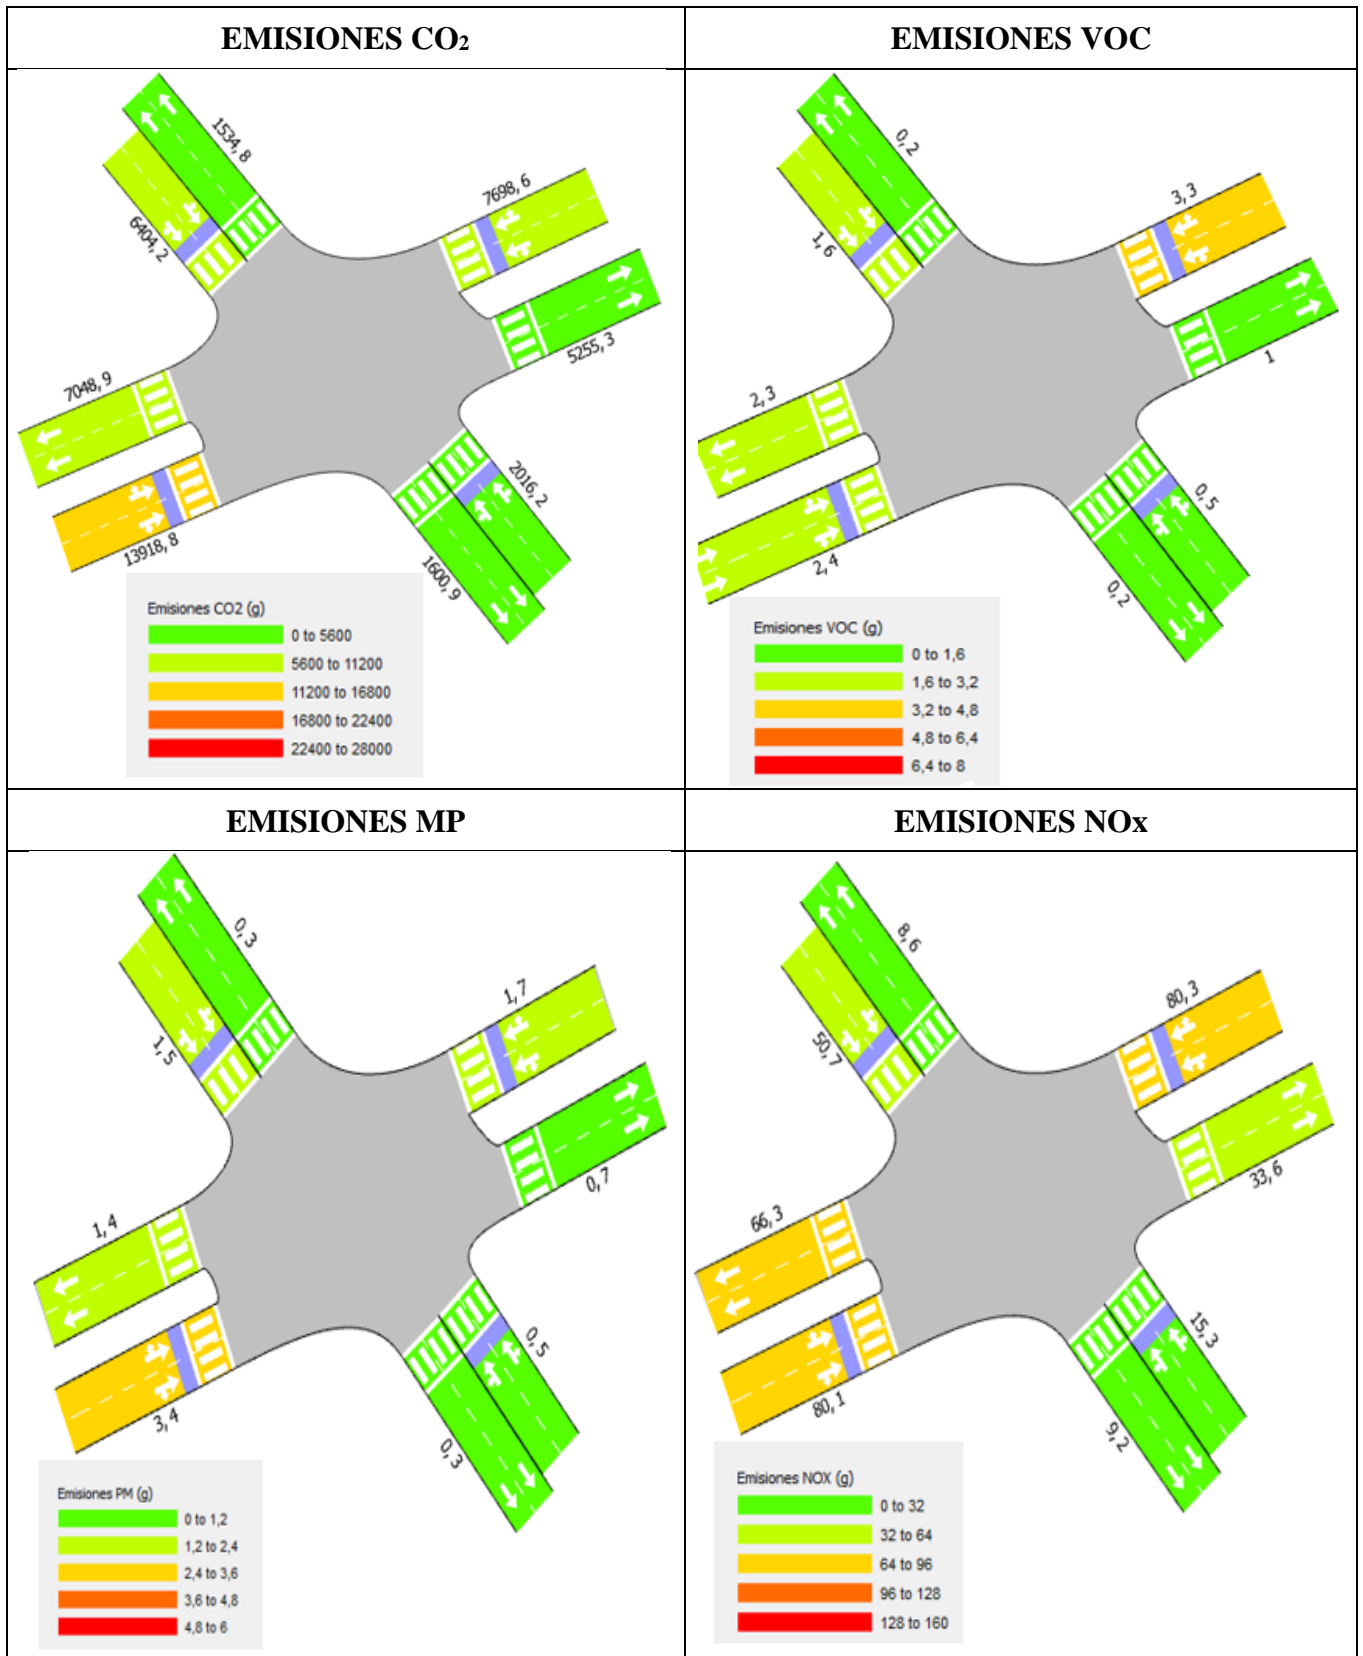 EMISIONES CO₂
EMISIONES VOC
1534,8
7698,6
6404,2
5255,3
7048,9
2016,2
13918,8
1600,9
Emisiones CO2 (g)
0 to 5600
5600 to 11200
11200 to 16800
16800 to 22400
22400 to 28000
0,2
3,3
1,6
1
2,3
0,5
2,4
0,2
Emisiones VOC (g)
0 to 1,6
1,6 to 3,2
3,2 to 4,8
4,8 to 6,4
6,4 to 8
EMISIONES MP
EMISIONES NOx
0,3
1,7
1,5
0,7
1,4
0,5
3,4
0,3
Emisiones PM (g)
0 to 1,2
1,2 to 2,4
2,4 to 3,6
3,6 to 4,8
4,8 to 6
8,6
80,3
50,7
33,6
66,3
15,3
80,1
9,2
Emisiones NOX (g)
0 to 32
32 to 64
64 to 96
96 to 128
128 to 160